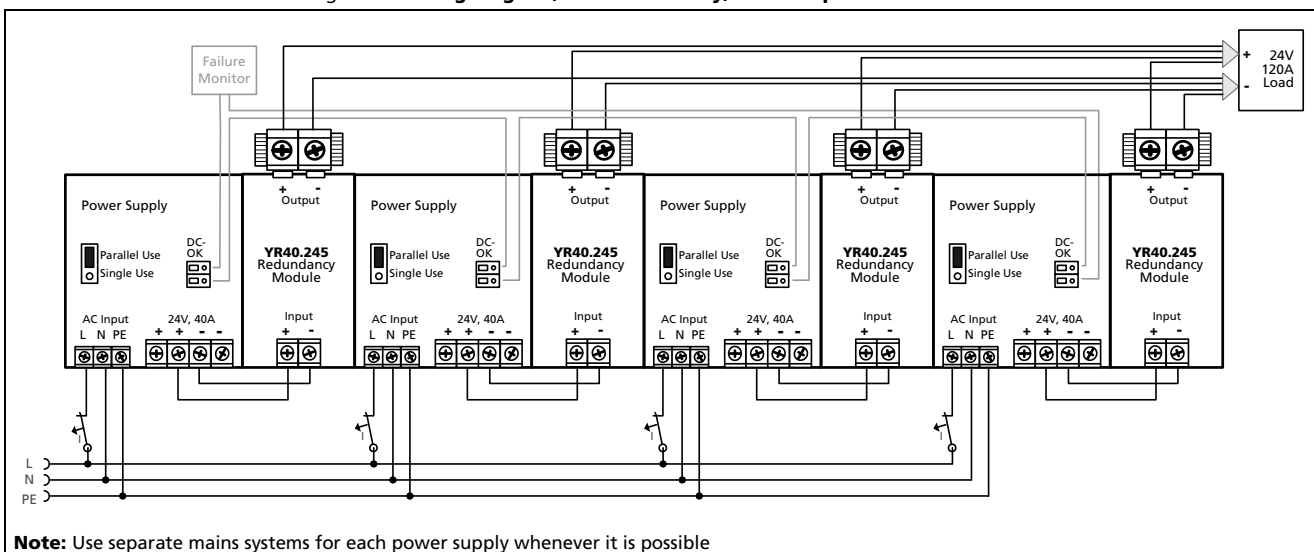 Failure
Monitor
+ 24V
120A
- Load
Power Supply
Parallel Use
Single Use
DC-
OK
AC Input
L N PE
24V, 40A
+ + - -
+ -
Output
YR40.245
Redundancy
Module
Input
+ -
Power Supply
Parallel Use
Single Use
DC-
OK
AC Input
L N PE
24V, 40A
+ + - -
+ -
Output
YR40.245
Redundancy
Module
Input
+ -
Power Supply
Parallel Use
Single Use
DC-
OK
AC Input
L N PE
24V, 40A
+ + - -
+ -
Output
YR40.245
Redundancy
Module
Input
+ -
Power Supply
Parallel Use
Single Use
DC-
OK
AC Input
L N PE
24V, 40A
+ + - -
+ -
Output
YR40.245
Redundancy
Module
Input
+ -
I
I
I
I
L
N
PE
Note: Use separate mains systems for each power supply whenever it is possible